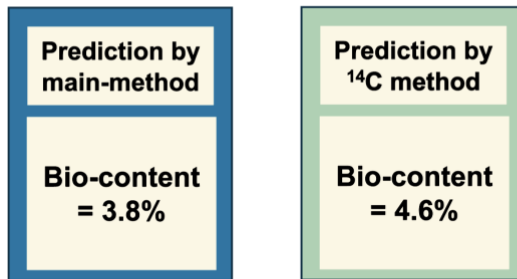 Prediction by
main-method
Bio-content
= 3.8%
Prediction by
¹⁴C method
Bio-content
= 4.6%